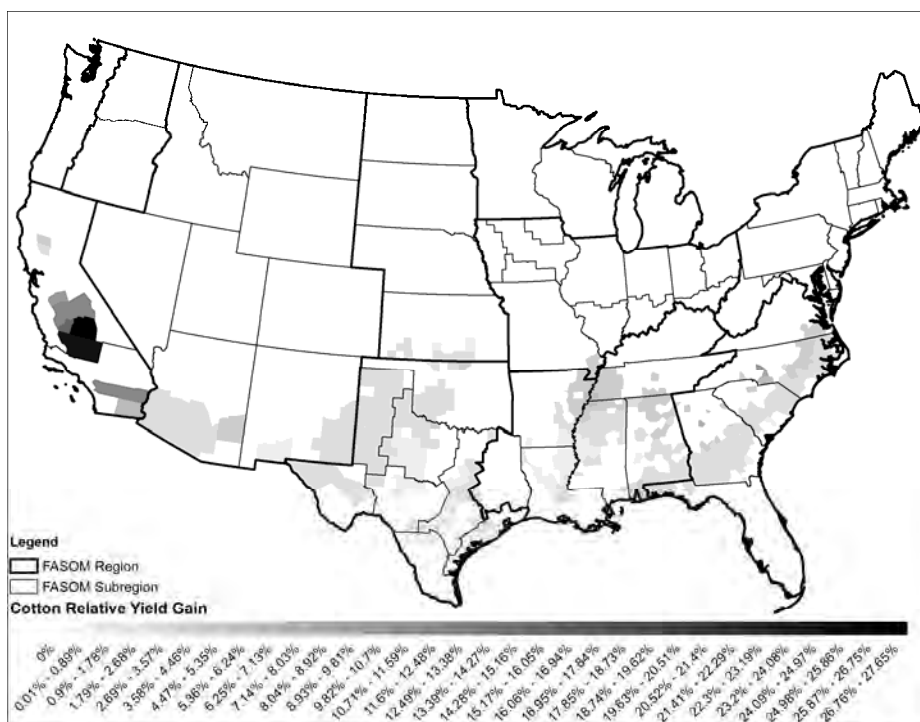 Legend
FASOM Region
FASOM Subregion
Cotton Relative Yield Gain
0%
0.01% - 0.89%
0.9% - 1.78%
1.79% - 2.68%
2.69% - 3.57%
3.58% - 4.46%
4.47% - 5.35%
5.36% - 6.24%
6.25% - 7.13%
7.14% - 8.03%
8.04% - 8.92%
8.93% - 9.81%
9.82% - 10.7%
10.71% - 11.59%
11.6% - 12.48%
12.49% - 13.38%
13.39% - 14.27%
14.28% - 15.16%
15.17% - 16.05%
16.06% - 16.94%
16.95% - 17.84%
17.85% - 18.73%
18.74% - 19.62%
19.63% - 20.51%
20.52% - 21.4%
21.41% - 22.29%
22.3% - 23.19%
23.2% - 24.08%
24.09% - 24.97%
24.98% - 25.86%
25.87% - 26.75%
26.76% - 27.65%